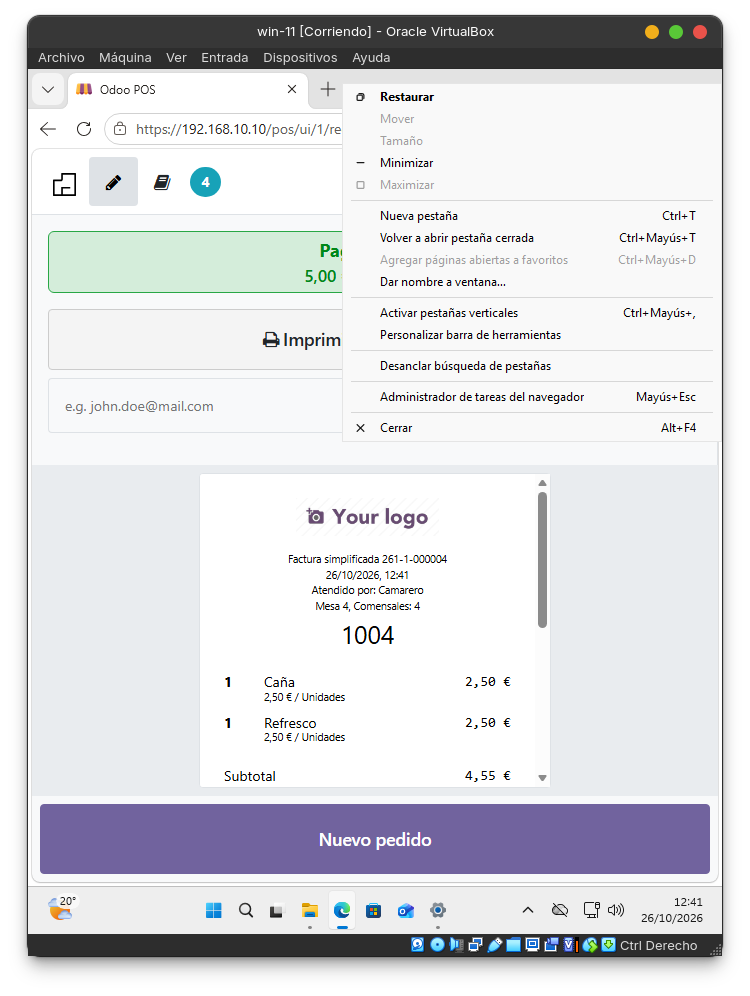 win-11 [Corriendo] - Oracle VirtualBox
Archivo Máquina Ver Entrada Dispositivos Ayuda
Odoo POS
https://192.168.10.10/pos/ui/1/re
4
Restaurar
Mover
Tamaño
Minimizar
Maximizar
Nueva pestaña Ctrl+T
Volver a abrir pestaña cerrada Ctrl+Mayús+T
Agregar páginas abiertas a favoritos Ctrl+Mayús+D
Dar nombre a ventana...
Activar pestañas verticales Ctrl+Mayús+,
Personalizar barra de herramientas
Desanclar búsqueda de pestañas
Administrador de tareas del navegador Mayús+Esc
Cerrar Alt+F4
Pag
5,00
Imprim
e.g. john.doe@mail.com
Your logo
Factura simplificada 261-1-000004
26/10/2026, 12:41
Atendido por: Camarero
Mesa 4, Comensales: 4
1004
1 Caña 2,50 €
2,50 € / Unidades
1 Refresco 2,50 €
2,50 € / Unidades
Subtotal 4,55 €
Nuevo pedido
20°
12:41
26/10/2026
Ctrl Derecho